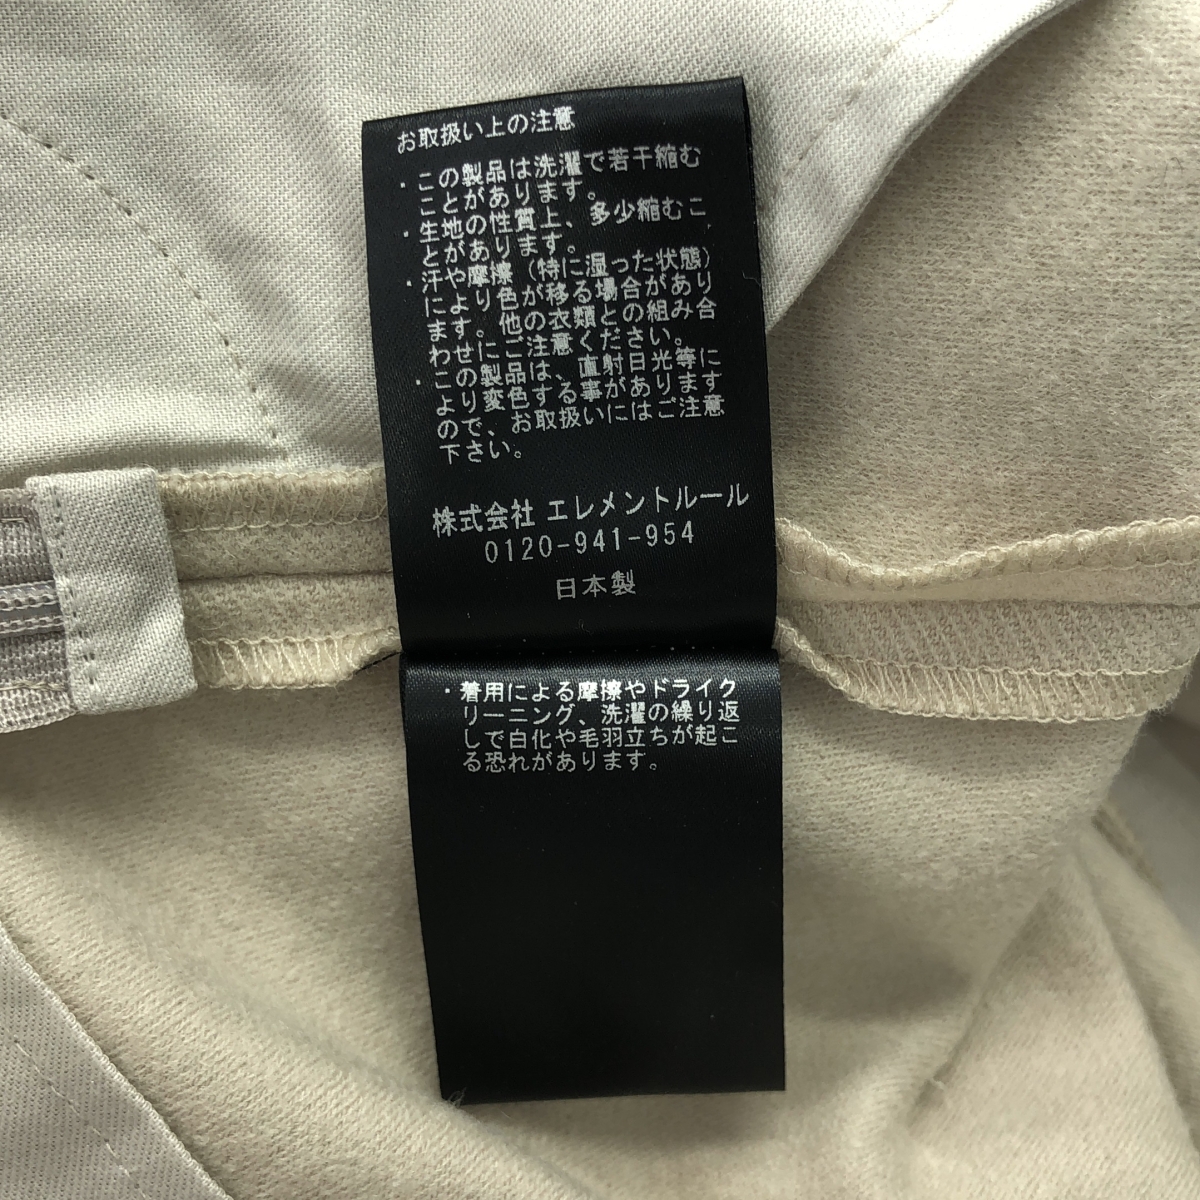 お取扱い上の注意
・この製品は洗濯で若干縮む
ことがあります。
・生地の性質上、多少縮むこ
とがあります。
・汗や摩擦（特に湿った状態）
により色が移る場合があり
ます。他の衣類との組み合
わせにご注意ください。
・この製品は、直射日光等に
より変色する事があります
ので、お取扱いにはご注意
下さい。
株式会社 エレメントルール
0120-941-954
日本製
・着用による摩擦やドライク
リーニング、洗濯の繰り返
しで白化や毛羽立ちが起こ
る恐れがあります。